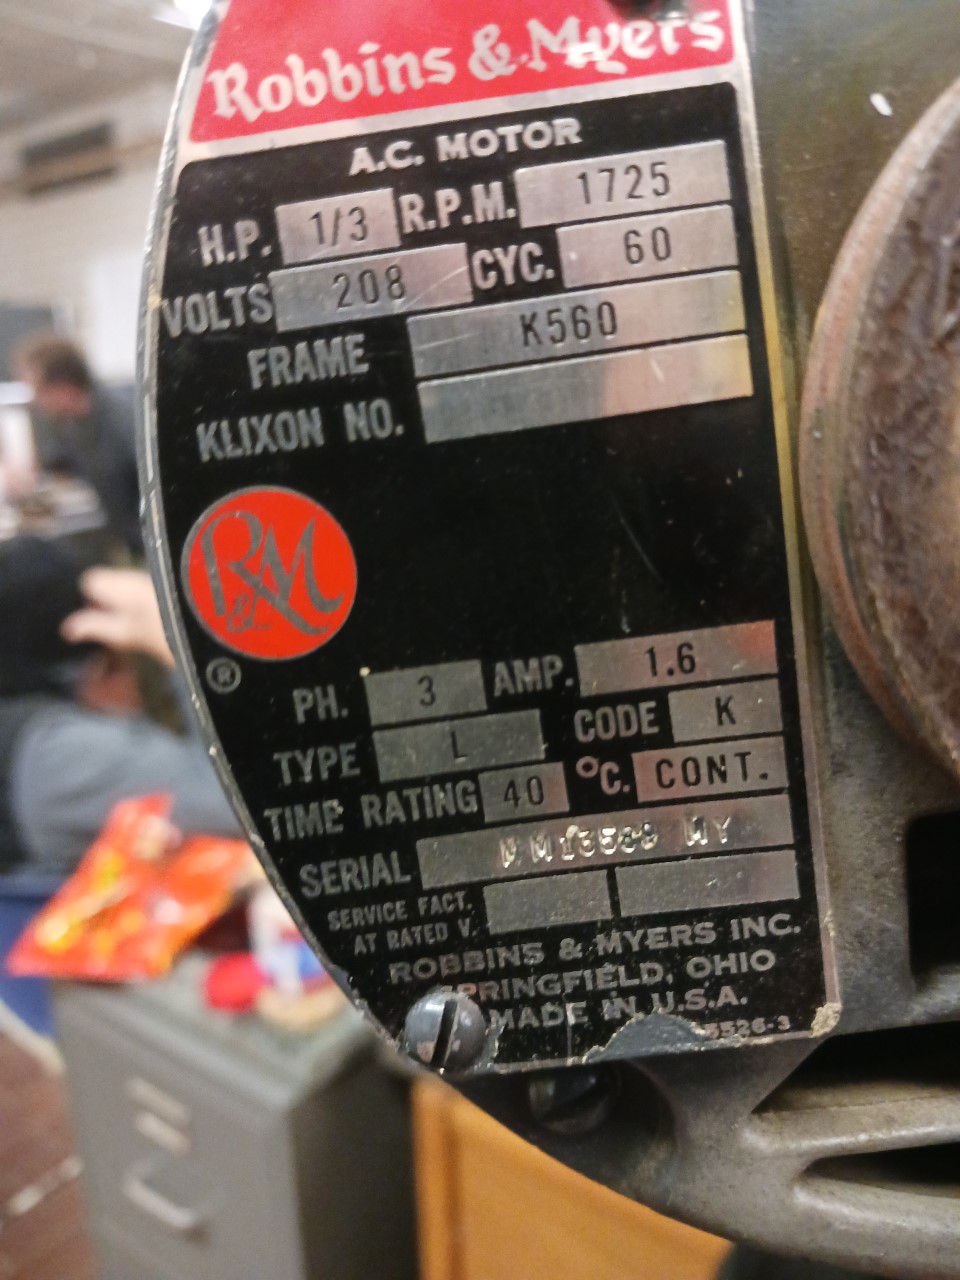 Robbins & Myers
A.C. MOTOR
H.P. 1/3 R.P.M. 1725
VOLTS 208 CYC. 60
FRAME K560
KLIXON NO.
R&M
®
PH. 3 AMP. 1.6
TYPE L CODE K
TIME RATING 40 °C. CONT.
SERIAL
SERVICE FACT.
AT RATED V.
ROBBINS & MYERS INC.
SPRINGFIELD, OHIO
MADE IN U.S.A.